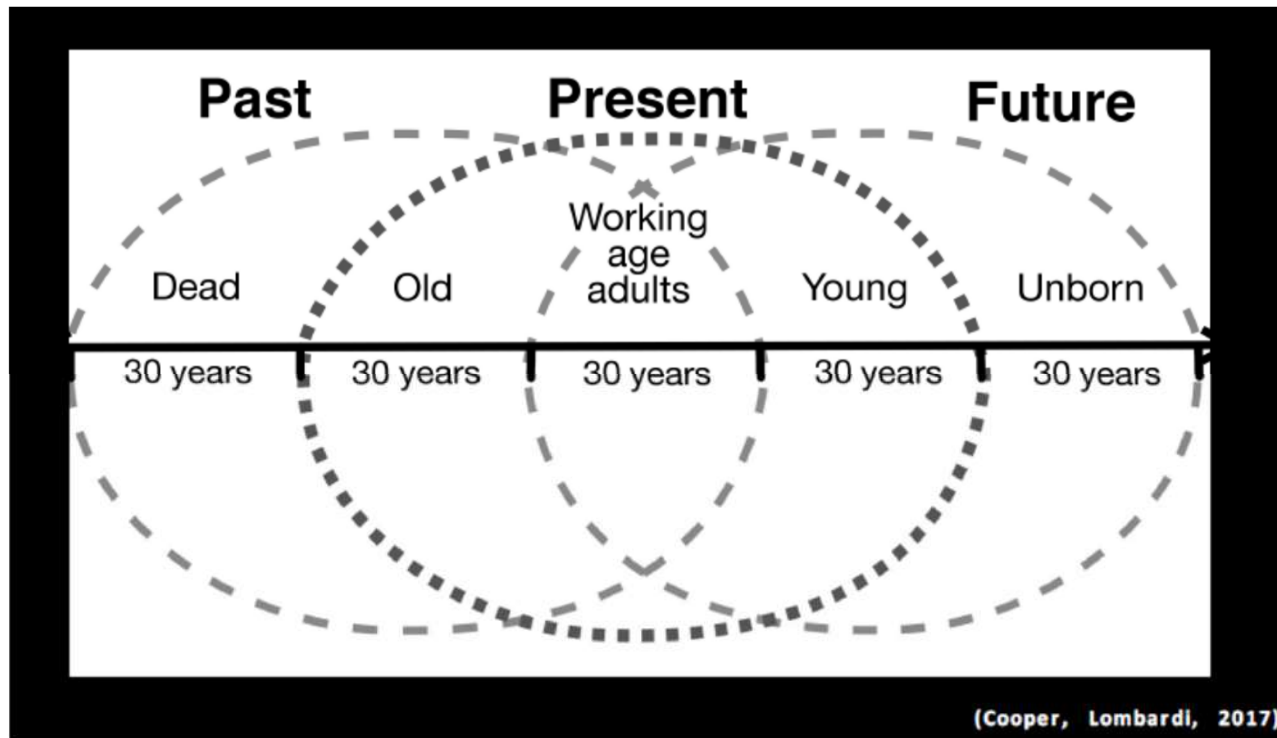 Past Present Future
Working
age
adults
Dead Old Young Unborn
30 years 30 years 30 years 30 years 30 years
(Cooper, Lombardi, 2017)